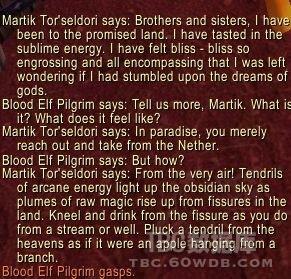 Martik Tor'seldori says: Brothers and sisters, I have
been to the promised land. I have tasted in the
sublime energy. I have felt bliss - bliss so
engrossing and all encompassing that I was left
wondering if I had stumbled upon the dreams of
gods.
Blood Elf Pilgrim says: Tell us more, Martik. What is
it? What does it feel like?
Martik Tor'seldori says: In paradise, you merely
reach out and take from the Nether.
Blood Elf Pilgrim says: But how?
Martik Tor'seldori says: From the very air! Tendrils
of arcane energy light up the obsidian sky as
plumes of raw magic rise up from fissures in the
land. Kneel and drink from the fissure as you do
from a stream or well. Pluck a tendril from the
heavens as if it were an apple hanging from a
branch.
Blood Elf Pilgrim gasps.
TBC.60WDB.COM